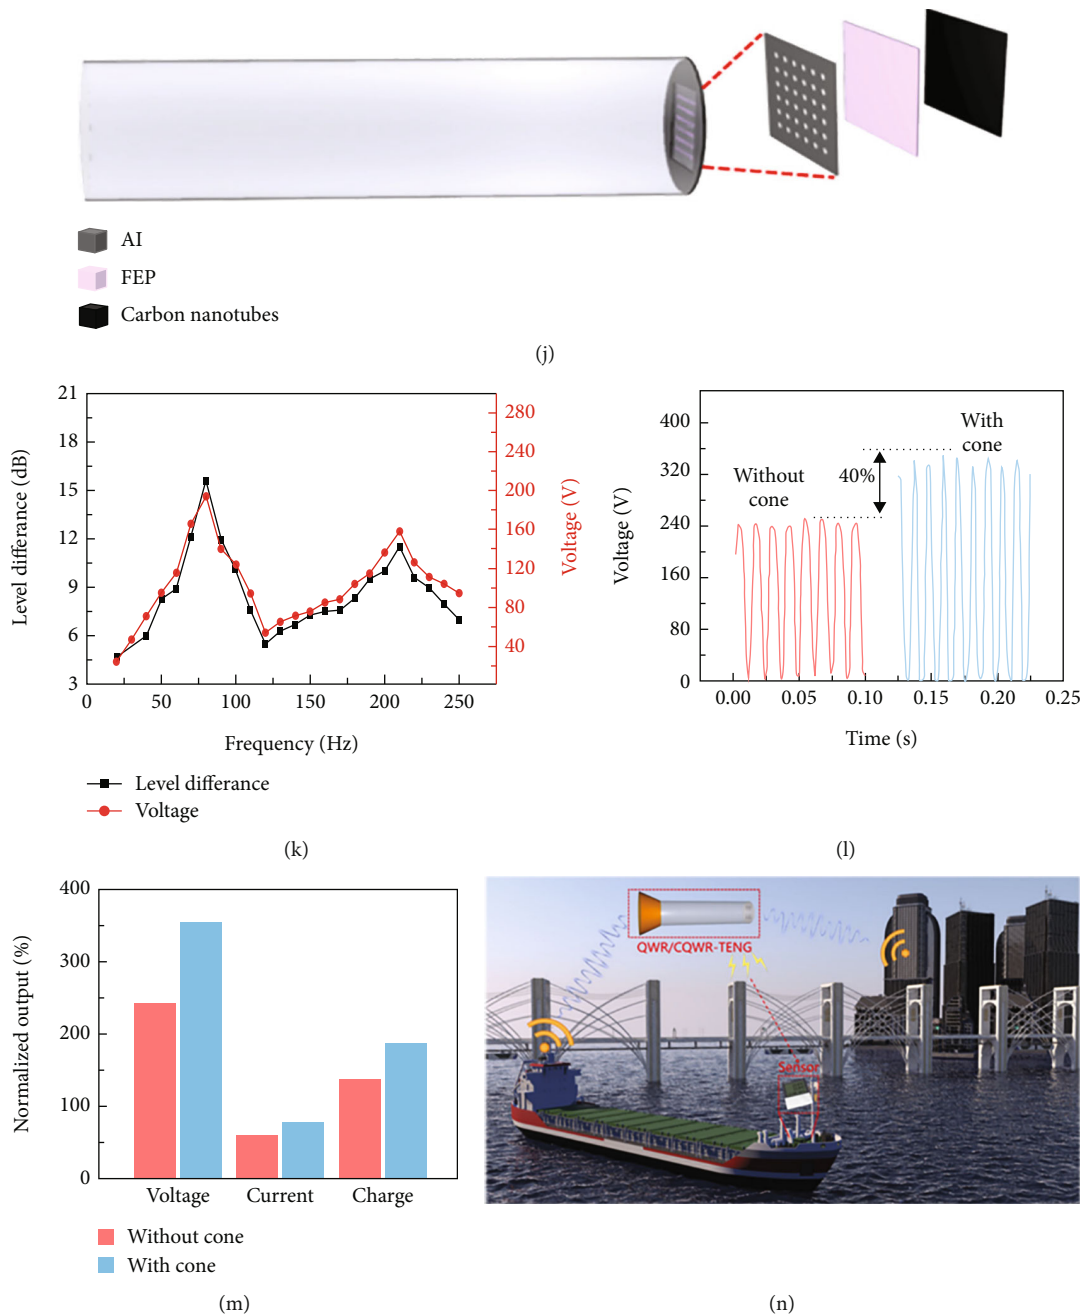 AI
FEP
Carbon nanotubes
(j)
21
18
15
12
9
6
3
Level differance (dB)
280
240
200
160
120
80
40
Voltage (V)
0
50
100
150
200
250
Frequency (Hz)
Level differance
Voltage
(k)
400
320
240
160
80
0
Voltage (V)
With
cone
Without
cone
40%
0.00
0.05
0.10
0.15
0.20
0.25
Time (s)
(l)
400
300
200
100
0
Normalized output (%)
Voltage
Current
Charge
Without cone
With cone
(m)
QWR/CQWR-TENG
Sensor
(n)